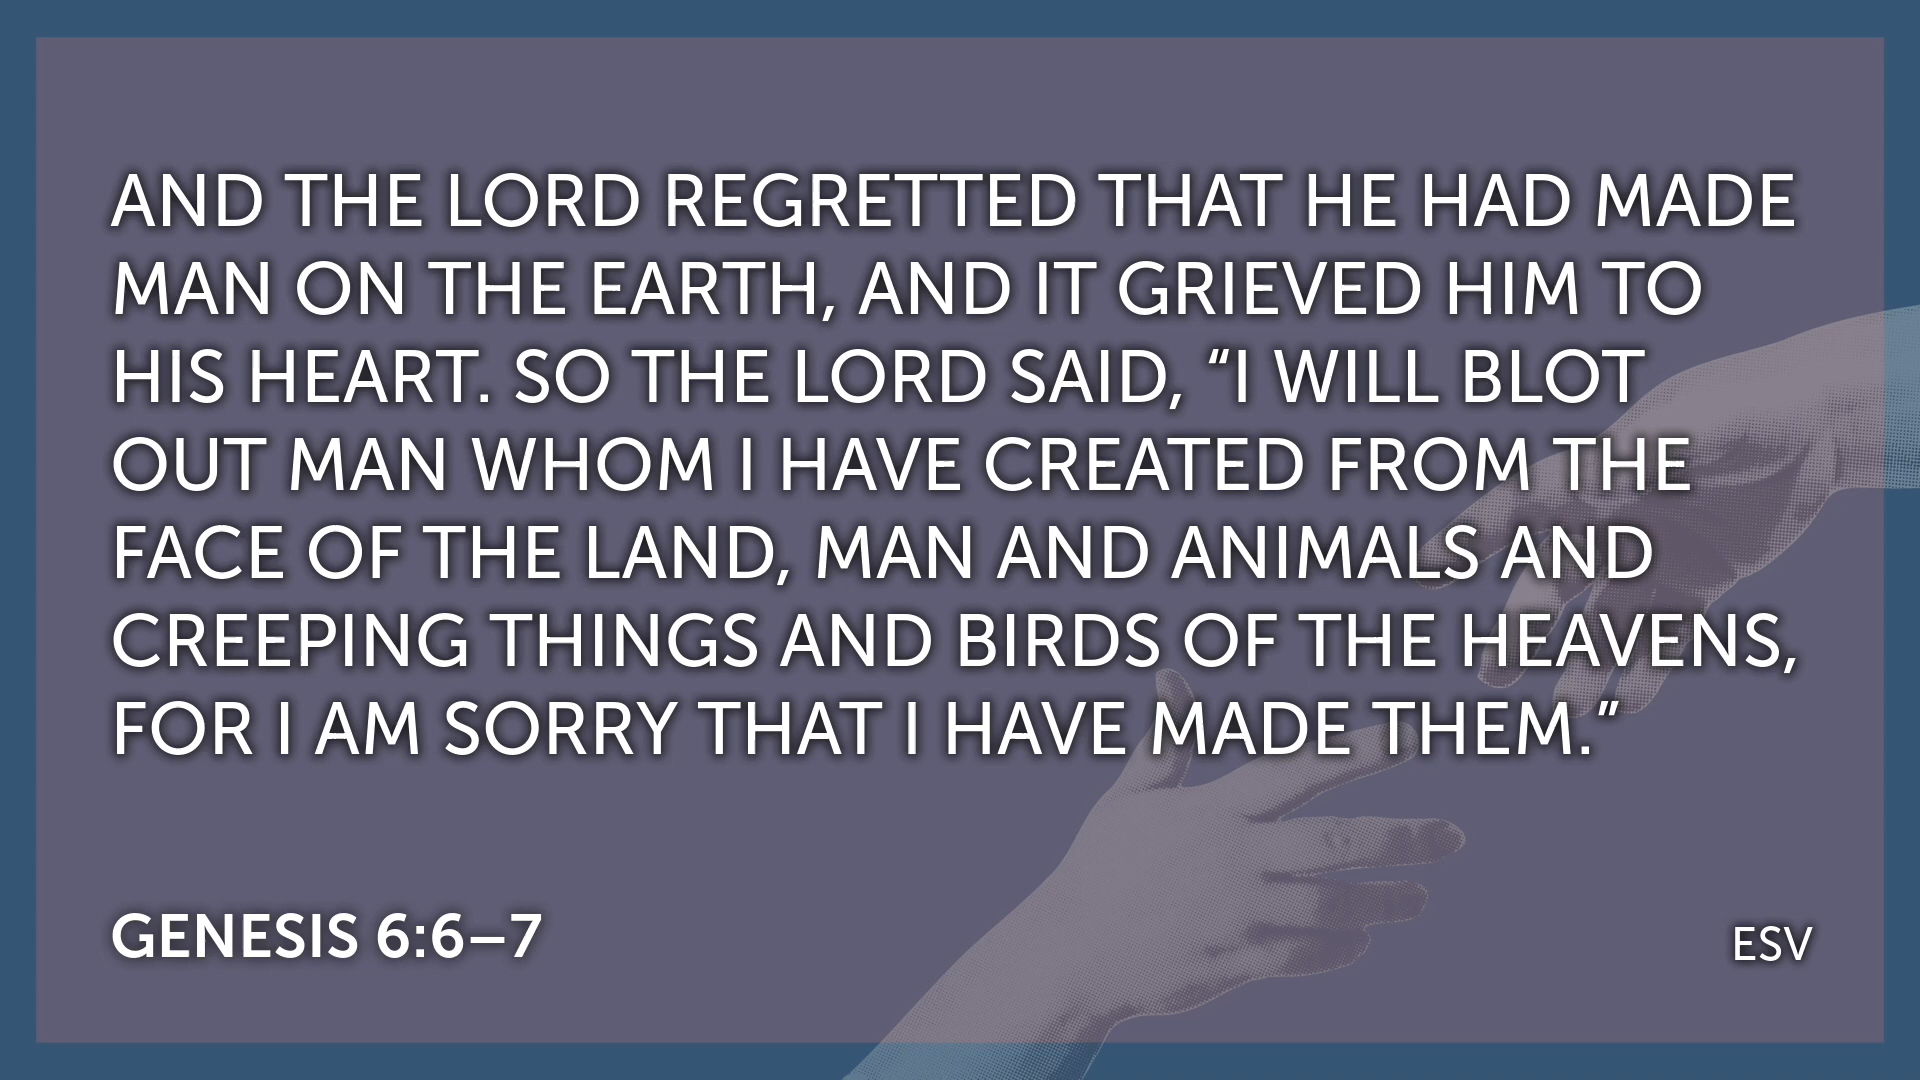 AND THE LORD REGRETTED THAT HE HAD MADE
MAN ON THE EARTH, AND IT GRIEVED HIM TO
HIS HEART. SO THE LORD SAID, “I WILL BLOT
OUT MAN WHOM I HAVE CREATED FROM THE
FACE OF THE LAND, MAN AND ANIMALS AND
CREEPING THINGS AND BIRDS OF THE HEAVENS,
FOR I AM SORRY THAT I HAVE MADE THEM.”
GENESIS 6:6–7
ESV